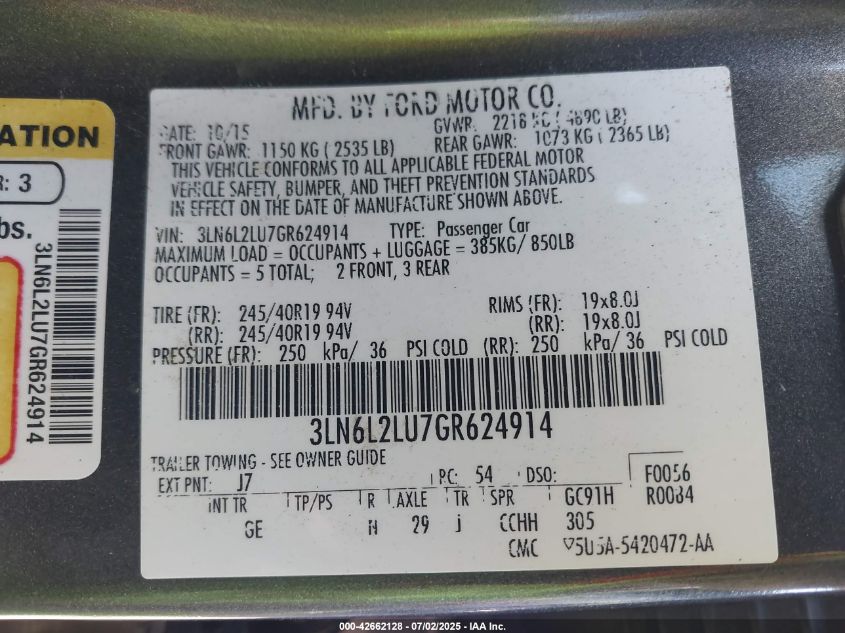 ATION
R: 3
bs.
3LN6L2LU7GR624914
MFD. BY FORD MOTOR CO.
DATE: 10/15 GVWR: 2218 KG ( 4890 LB)
FRONT GAWR: 1150 KG ( 2535 LB) REAR GAWR: 1073 KG ( 2365 LB)
THIS VEHICLE CONFORMS TO ALL APPLICABLE FEDERAL MOTOR
VEHICLE SAFETY, BUMPER, AND THEFT PREVENTION STANDARDS
IN EFFECT ON THE DATE OF MANUFACTURE SHOWN ABOVE.
VIN: 3LN6L2LU7GR624914 TYPE: Passenger Car
MAXIMUM LOAD = OCCUPANTS + LUGGAGE = 385KG/ 850LB
OCCUPANTS = 5 TOTAL; 2 FRONT, 3 REAR
TIRE (FR): 245/40R19 94V RIMS (FR): 19x8.0J
(RR): 245/40R19 94V (RR): 19x8.0J
PRESSURE (FR): 250 kPa/ 36 PSI COLD (RR): 250 kPa/ 36 PSI COLD
3LN6L2LU7GR624914
TRAILER TOWING - SEE OWNER GUIDE
EXT PNT: J7 RC: 54 DSO: F0056
INT TR TP/PS R AXLE TR SPR GC91H R0084
GE N 29 j CCHH 305
CMC 5U5A-5420472-AA
000-42662128 - 07/02/2025 - IAA Inc.